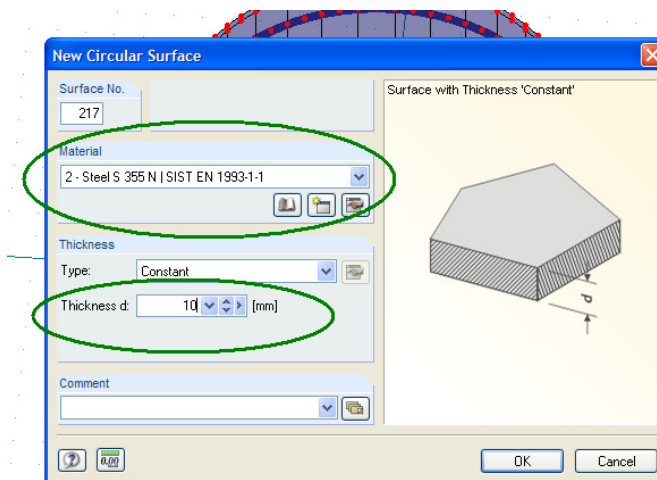 New Circular Surface
Surface No.
217
Material
2 - Steel S 355 N | SIST EN 1993-1-1
Thickness
Type: Constant
Thickness d: 10 [mm]
Comment
Surface with Thickness 'Constant'
d
0.00
OK Cancel